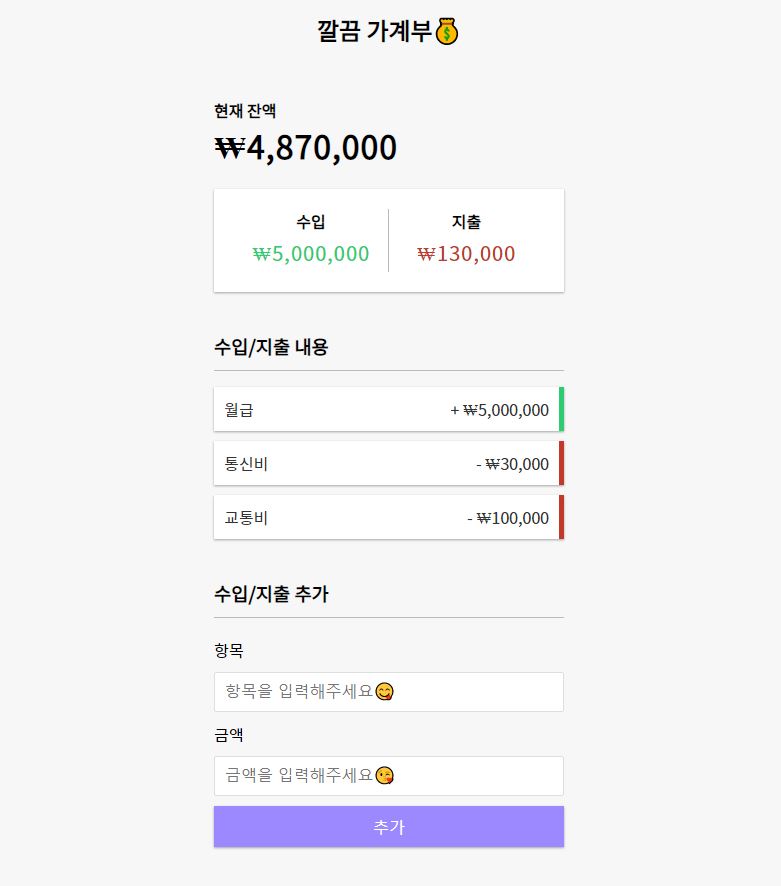 깔끔 가계부💰
현재 잔액
₩4,870,000
수입 지출
₩5,000,000 ₩130,000
수입/지출 내용
월급 + ₩5,000,000
통신비 - ₩30,000
교통비 - ₩100,000
수입/지출 추가
항목
항목을 입력해주세요😋
금액
금액을 입력해주세요😘
추가